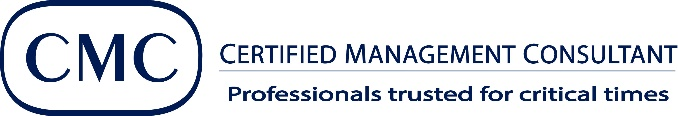 CMC
CERTIFIED MANAGEMENT CONSULTANT
Professionals trusted for critical times